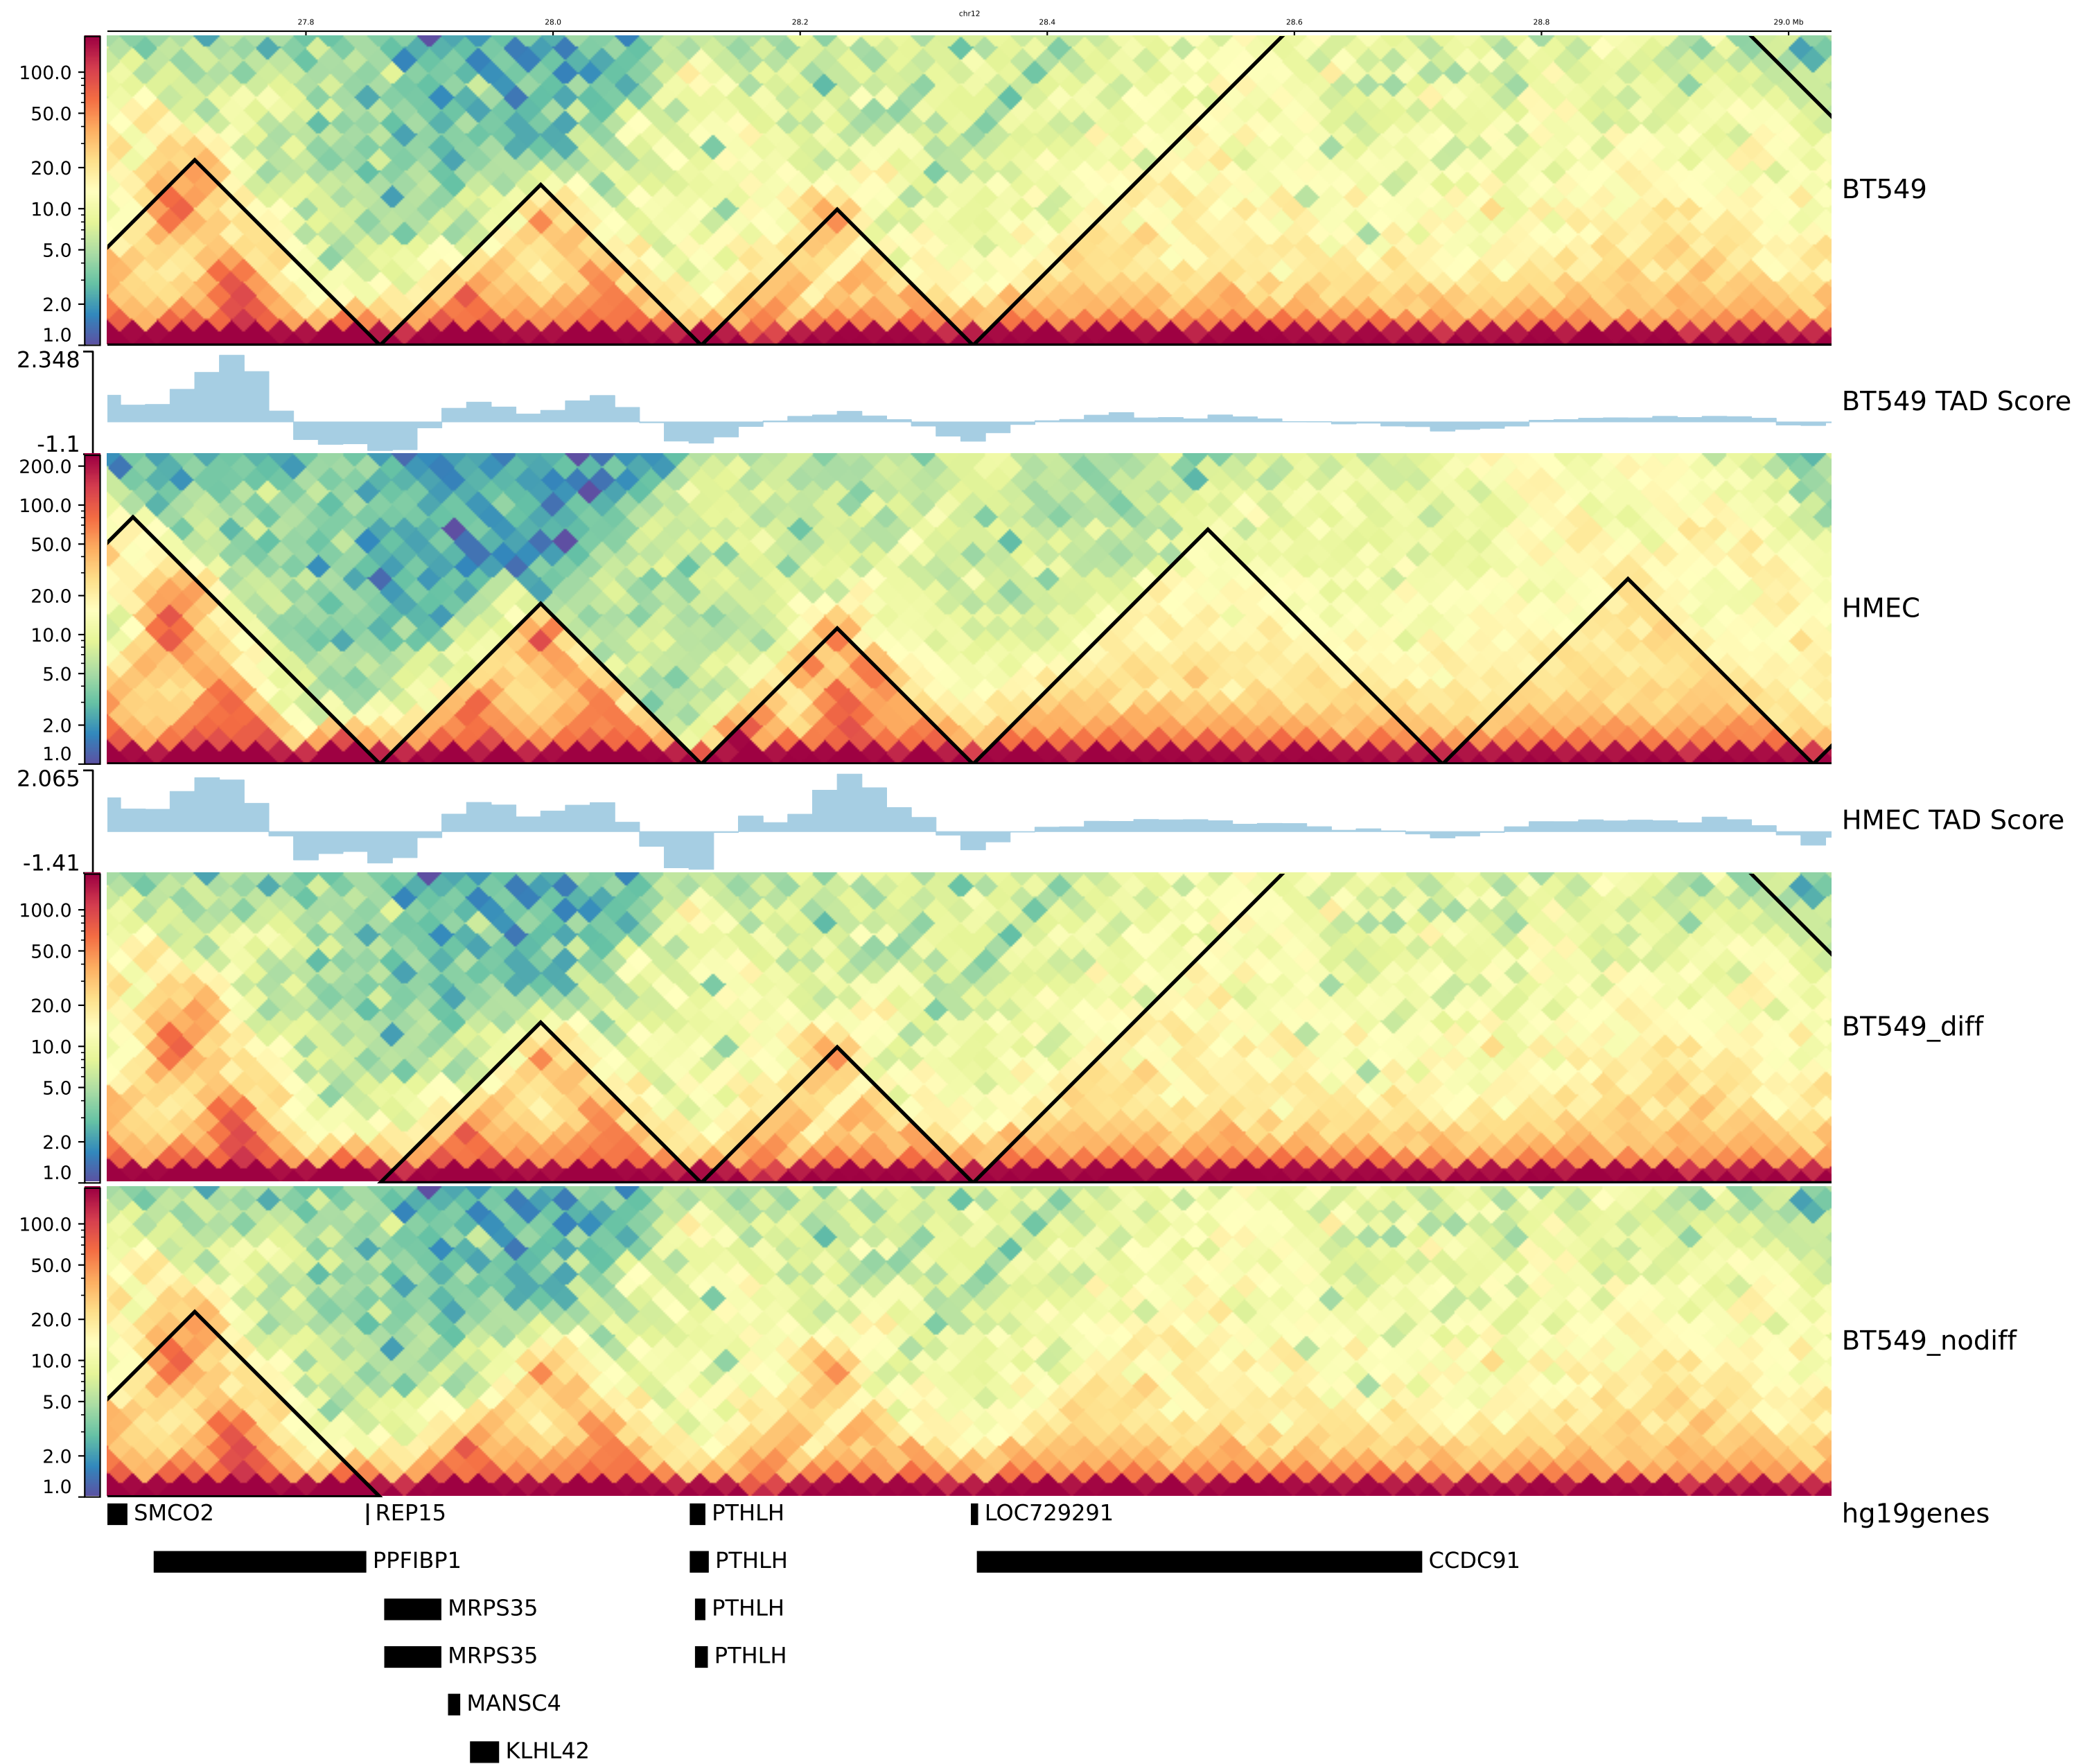 chr12
27.8 28.0 28.2 28.4 28.6 28.8 29.0 Mb
100.0
50.0
20.0
10.0
5.0
2.0
1.0
BT549
2.348
-1.1
BT549 TAD Score
200.0
100.0
50.0
20.0
10.0
5.0
2.0
1.0
HMEC
2.065
-1.41
HMEC TAD Score
100.0
50.0
20.0
10.0
5.0
2.0
1.0
BT549_diff
100.0
50.0
20.0
10.0
5.0
2.0
1.0
BT549_nodiff
SMCO2 REP15 PTHLH LOC729291 hg19genes
PPFIBP1 PTHLH CCDC91
MRPS35 PTHLH
MRPS35 PTHLH
MANSC4
KLHL42